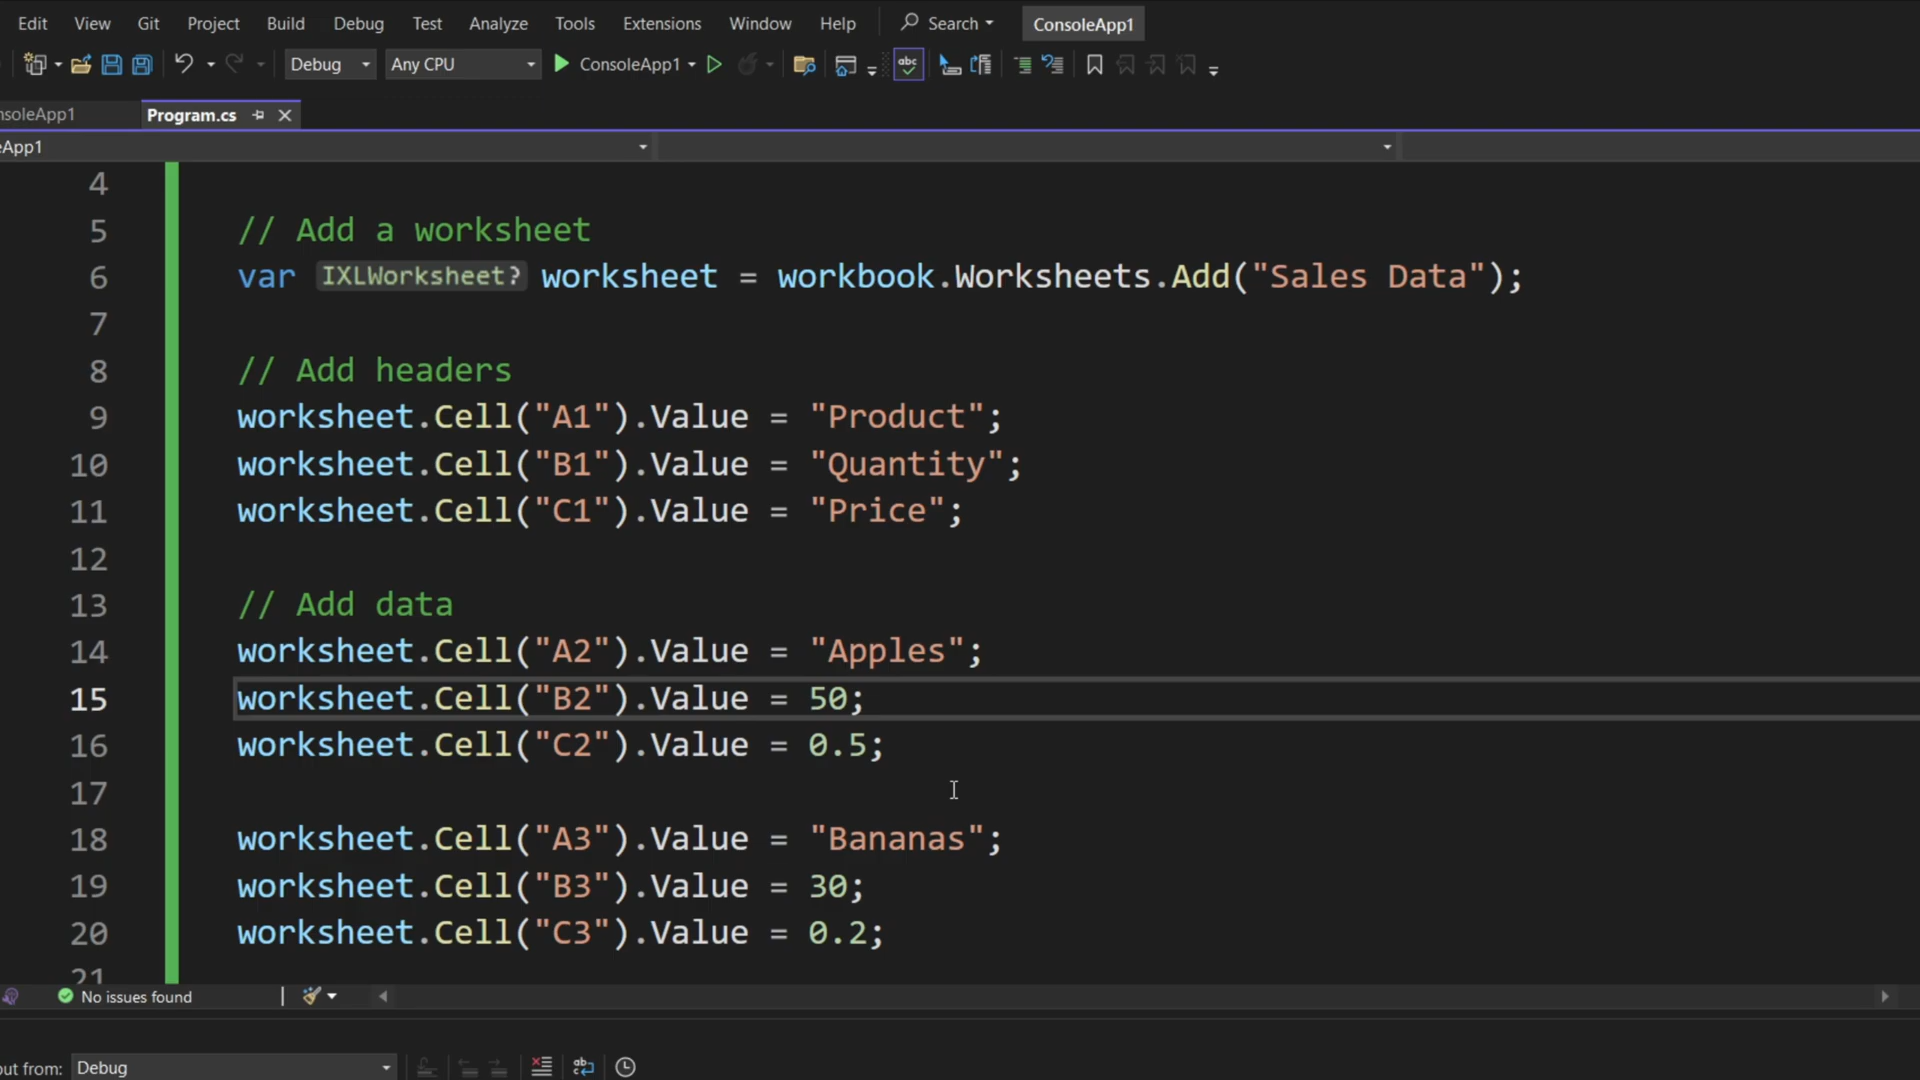 Edit View Git Project Build Debug Test Analyze Tools Extensions Window Help Search ConsoleApp1
Debug Any CPU ConsoleApp1 abc
nsoleApp1 Program.cs
eApp1
4
5 // Add a worksheet
6 var IXLWorksheet? worksheet = workbook.Worksheets.Add("Sales Data");
7
8 // Add headers
9 worksheet.Cell("A1").Value = "Product";
10 worksheet.Cell("B1").Value = "Quantity";
11 worksheet.Cell("C1").Value = "Price";
12
13 // Add data
14 worksheet.Cell("A2").Value = "Apples";
15 worksheet.Cell("B2").Value = 50;
16 worksheet.Cell("C2").Value = 0.5;
17
18 worksheet.Cell("A3").Value = "Bananas";
19 worksheet.Cell("B3").Value = 30;
20 worksheet.Cell("C3").Value = 0.2;
21
No issues found
out from: Debug